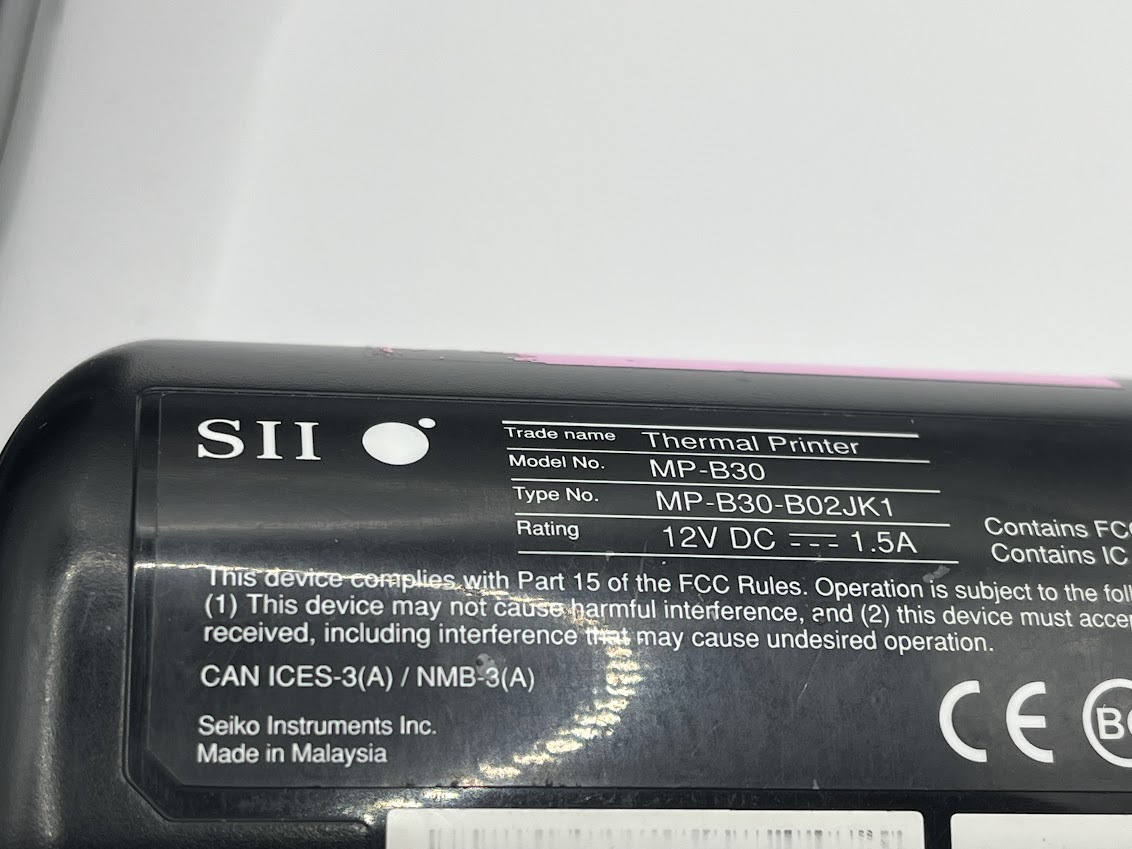 SII
Trade name Thermal Printer
Model No. MP-B30
Type No. MP-B30-B02JK1
Rating 12V DC ⎓ 1.5A
Contains FCC
Contains IC
This device complies with Part 15 of the FCC Rules. Operation is subject to the
(1) This device may not cause harmful interference, and (2) this device must
received, including interference that may cause undesired operation.
CAN ICES-3(A) / NMB-3(A)
Seiko Instruments Inc.
Made in Malaysia
CE